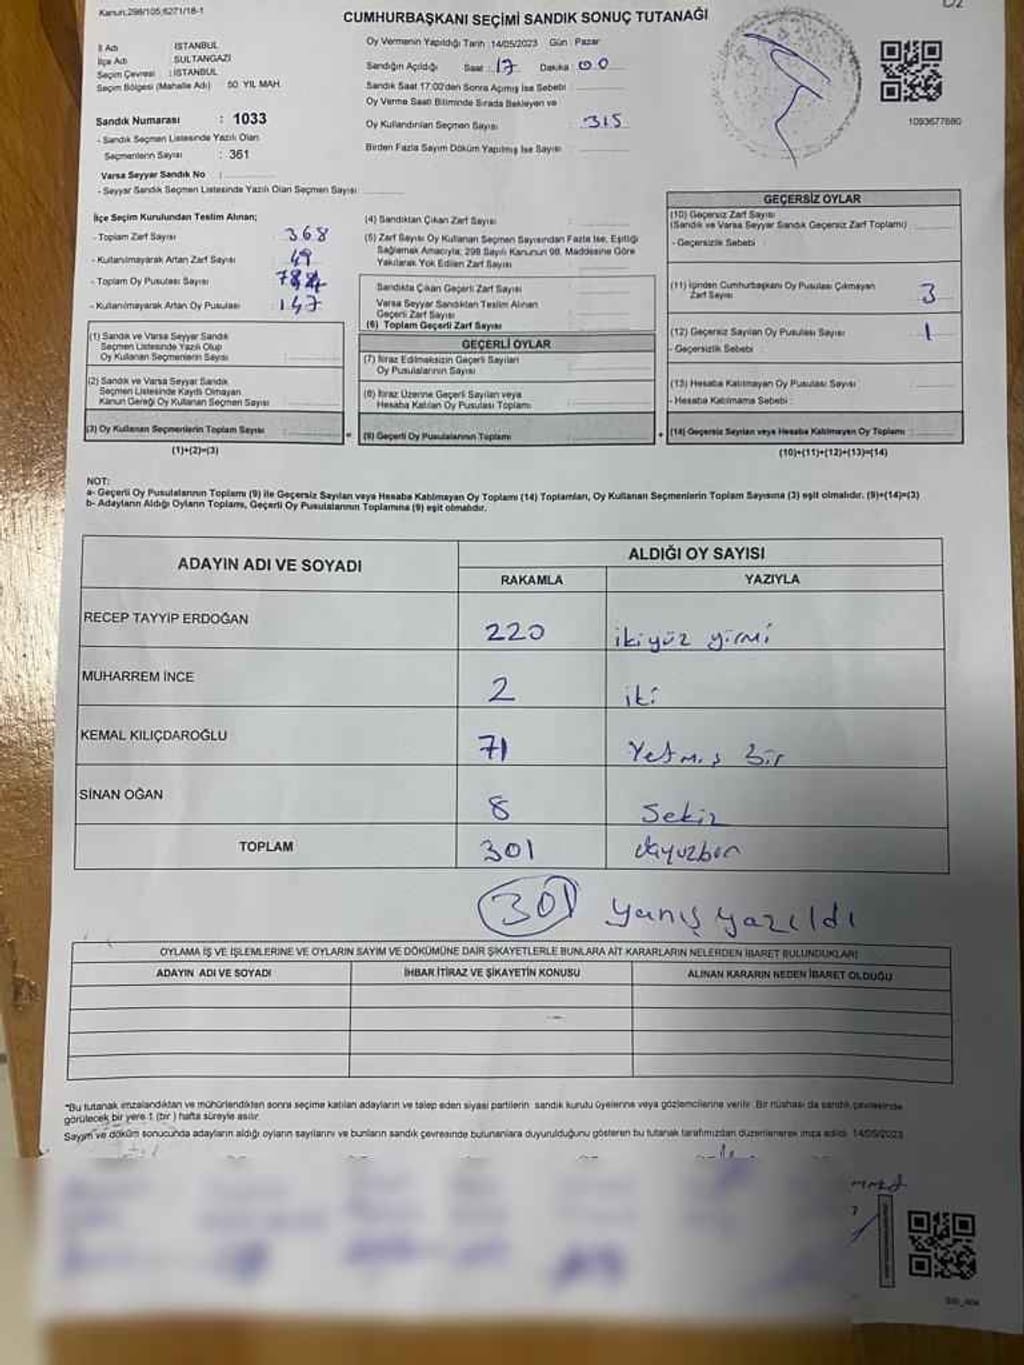 Kanun:298/105,6271/18-1
CUMHURBAŞKANI SEÇİMİ SANDIK SONUÇ TUTANAĞI
İl Adı : İSTANBUL
İlçe Adı : SULTANGAZİ
Seçim Çevresi : İSTANBUL
Seçim Bölgesi (Mahalle Adı) 50. YIL MAH.
Sandık Numarası : 1033
- Sandık Seçmen Listesinde Yazılı Olan
Seçmenlerin Sayısı : 361
Varsa Seyyar Sandık No :
- Seyyar Sandık Seçmen Listesinde Yazılı Olan Seçmen Sayısı
Oy Vermenin Yapıldığı Tarih :14/05/2023 Gün : Pazar
Sandığın Açıldığı Saat : 17 Dakika 00
Sandık Saat 17:00'den Sonra Açımış İse Sebebi
Oy Verme Saati Bitiminde Sırada Bekleyen ve
Oy Kullandırılan Seçmen Sayısı 315
Birden Fazla Sayım Döküm Yapılmış İse Sayısı
1093677680
İlçe Seçim Kurulundan Teslim Alınan;
- Toplam Zarf Sayısı 368
- Kullanılmayarak Artan Zarf Sayısı 49
- Toplam Oy Pusulası Sayısı
- Kullanılmayarak Artan Oy Pusulası 147
(1) Sandık ve Varsa Seyyar Sandık
Seçmen Listesinde Yazılı Olup
Oy Kullanan Seçmenlerin Sayısı
(2) Sandık ve Varsa Seyyar Sandık
Seçmen Listesinde Kaydı Olmayan
Kanun Gereği Oy Kullanan Seçmen Sayısı
(3) Oy Kullanan Seçmenlerin Toplam Sayısı
(1)+(2)=(3)
(4) Sandıktan Çıkan Zarf Sayısı
(5) Zarf Sayısı Oy Kullanan Seçmen Sayısından Fazla İse, Eşitliği
Sağlamak Amacıyla; 298 Sayılı Kanunun 98. Maddesine Göre
Yakılarak Yok Edilen Zarf Sayısı
Sandıkta Çıkan Geçerli Zarf Sayısı
Varsa Seyyar Sandıktan Teslim Alınan
Geçerli Zarf Sayısı
(6) Toplam Geçerli Zarf Sayısı
GEÇERLİ OYLAR
(7) İtiraz Edilmeksizin Geçerli Sayılan
Oy Pusulalarının Sayısı
(8) İtiraz Üzerine Geçerli Sayılan veya
Hesaba Katılan Oy Pusulası Toplamı
= (9) Geçerli Oy Pusulalarının Toplamı
GEÇERSİZ OYLAR
(10) Geçersiz Zarf Sayısı
(Sandık ve Varsa Seyyar Sandık Geçersiz Zarf Toplamı)
- Geçersizlik Sebebi :
(11) İçinden Cumhurbaşkanı Oy Pusulası Çıkmayan
Zarf Sayısı 3
(12) Geçersiz Sayılan Oy Pusulası Sayısı 1
- Geçersizlik Sebebi :
(13) Hesaba Katılmayan Oy Pusulası Sayısı
- Hesaba Katılmama Sebebi :
+ (14) Geçersiz Sayılan veya Hesaba Katılmayan Oy Toplamı
(10)+(11)+(12)+(13)=(14)
NOT:
a- Geçerli Oy Pusulalarının Toplamı (9) ile Geçersiz Sayılan veya Hesaba Katılmayan Oy Toplamı (14) Toplamları, Oy Kullanan Seçmenlerin Toplam Sayısına (3) eşit olmalıdır. (9)+(14)=(3)
b- Adayların Aldığı Oyların Toplamı, Geçerli Oy Pusulalarının Toplamına (9) eşit olmalıdır.
ADAYIN ADI VE SOYADI ALDIĞI OY SAYISI
RAKAMLA YAZIYLA
RECEP TAYYİP ERDOĞAN 220 ikiyüz yirmi
MUHARREM İNCE 2 iki
KEMAL KILIÇDAROĞLU 71 Yetmiş bir
SİNAN OĞAN 8 Sekiz
TOPLAM 301
301 yanış yazıldı
OYLAMA İŞ VE İŞLEMLERİNE VE OYLARIN SAYIM VE DÖKÜMÜNE DAİR ŞİKAYETLERLE BUNLARA AİT KARARLARIN NELERDEN İBARET BULUNDUKLARI
ADAYIN ADI VE SOYADI İHBAR İTİRAZ VE ŞİKAYETİN KONUSU ALINAN KARARIN NEDEN İBARET OLDUĞU
*Bu tutanak imzalandıktan ve mühürlendikten sonra seçime katılan adayların ve talep eden siyasi partilerin sandık kurulu üyelerine veya gözlemcilerine verilir. Bir nüshası da sandık çevresinde
görülecek bir yere 1 (bir ) hafta süreyle asılır.
Sayım ve döküm sonucunda adayların aldığı oyların sayılarını ve bunların sandık çevresinde bulunanlara duyurulduğunu gösteren bu tutanak tarafımızdan düzenlenerek imza edildi. 14/05/2023